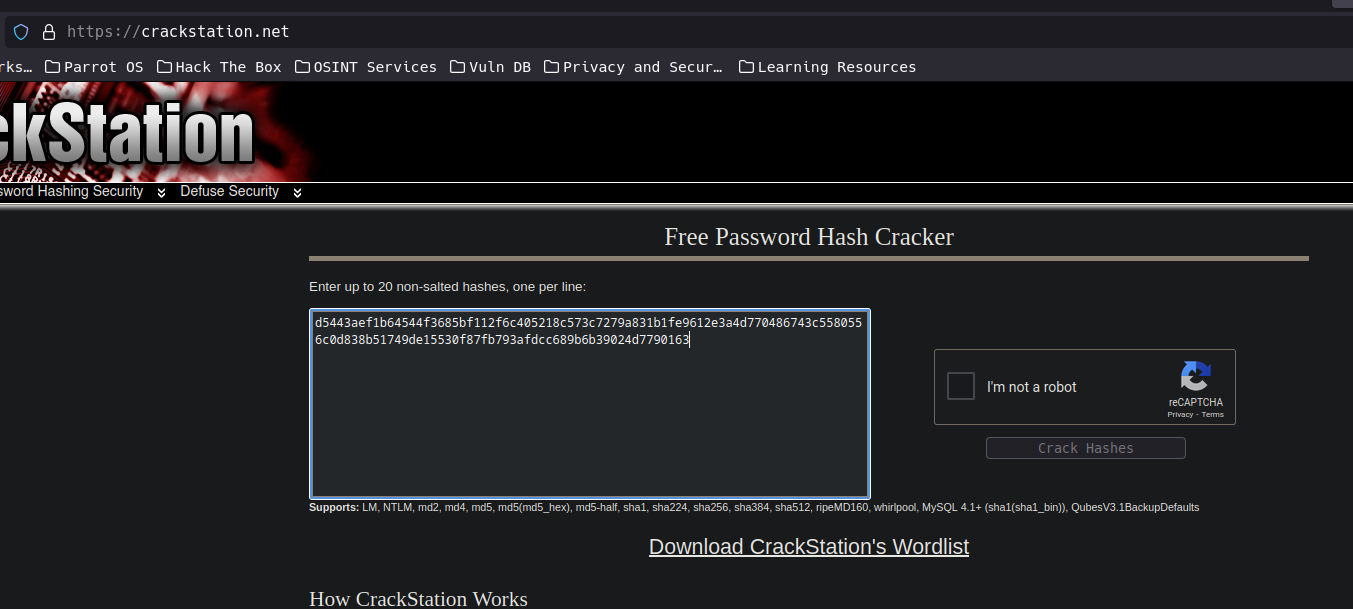 https://crackstation.net
rks… Parrot OS Hack The Box OSINT Services Vuln DB Privacy and Secur… Learning Resources
ckStation
sword Hashing Security Defuse Security
Free Password Hash Cracker
Enter up to 20 non-salted hashes, one per line:
d5443aef1b64544f3685bf112f6c405218c573c7279a831b1fe9612e3a4d770486743c558055
6c0d838b51749de15530f87fb793afdcc689b6b39024d7790163
I'm not a robot
reCAPTCHA
Privacy - Terms
Crack Hashes
Supports: LM, NTLM, md2, md4, md5, md5(md5_hex), md5-half, sha1, sha224, sha256, sha384, sha512, ripeMD160, whirlpool, MySQL 4.1+ (sha1(sha1_bin)), QubesV3.1BackupDefaults
Download CrackStation's Wordlist
How CrackStation Works